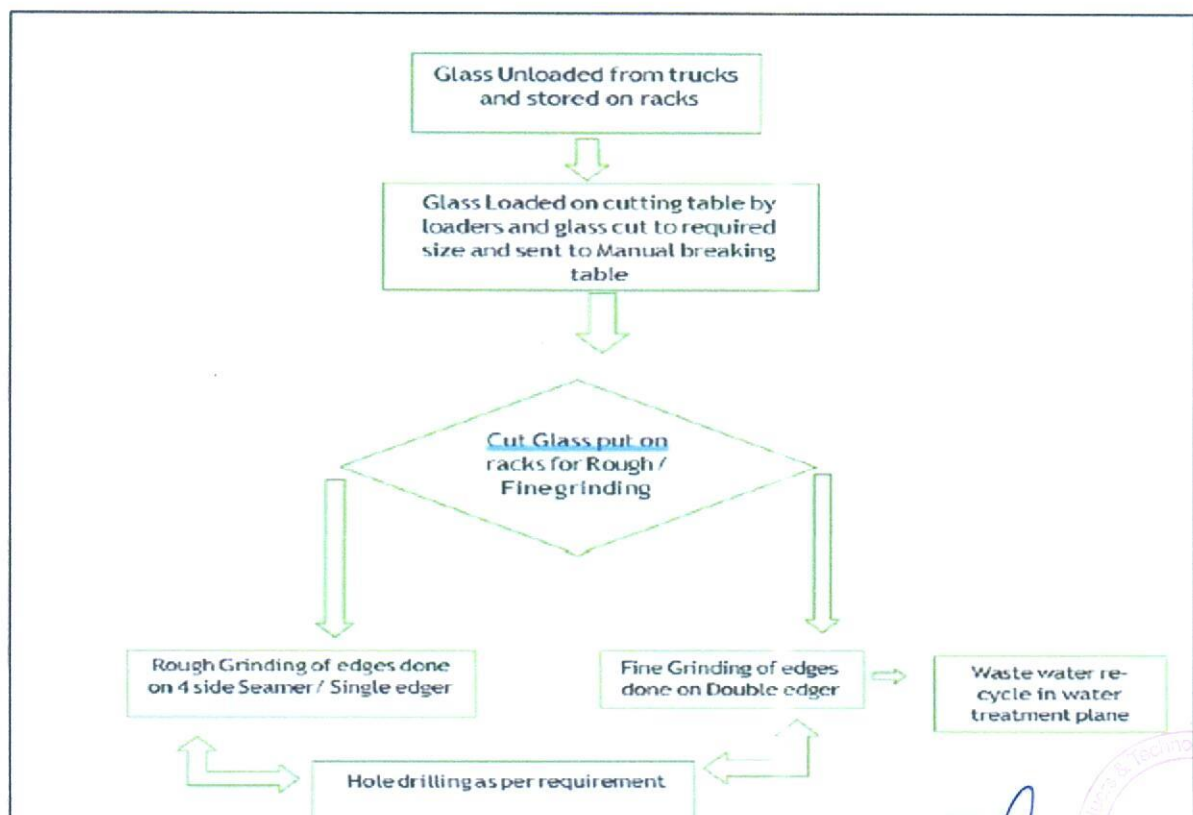 Glass Unloaded from trucks
and stored on racks
Glass Loaded on cutting table by
loaders and glass cut to required
size and sent to Manual breaking
table
Cut Glass put on
racks for Rough /
Finegrinding
Rough Grinding of edges done
on 4 side Seamer / Single edger
Fine Grinding of edges
done on Double edger
Waste water re-
cycle in water
treatment plane
Hole drilling as per requirement
& Techno